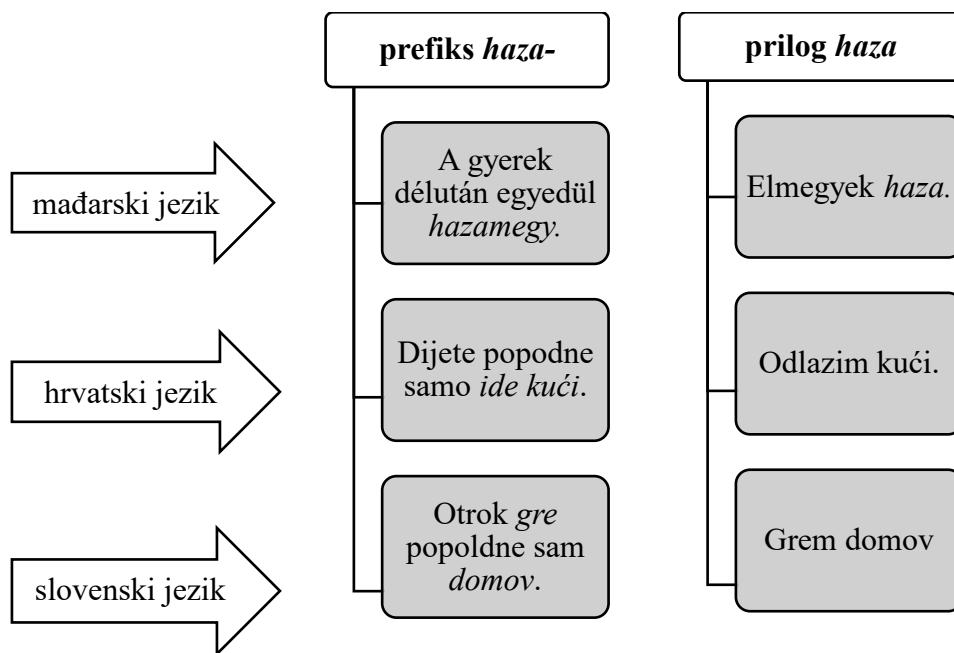 prefiks haza-
prilog haza
mađarski jezik
A gyerek
délután egyedül
hazamegy.
Elmegyek haza.
hrvatski jezik
Dijete popodne
samo ide kući.
Odlazim kući.
slovenski jezik
Otrok gre
popoldne sam
domov.
Grem domov